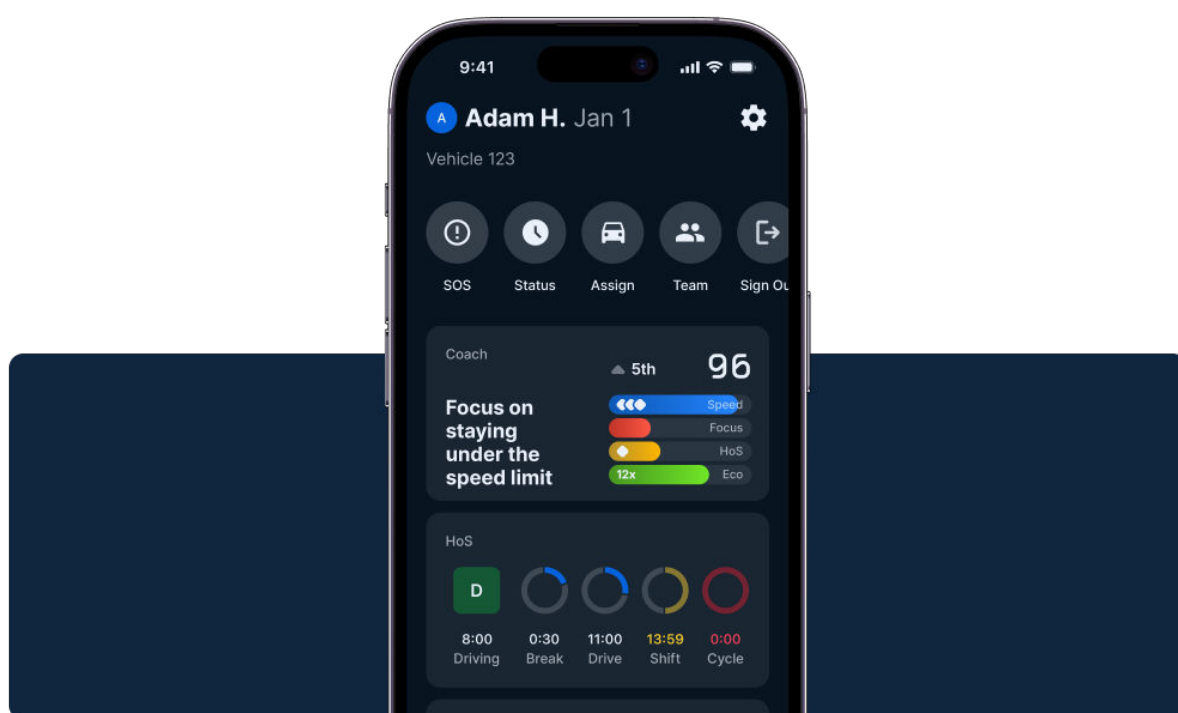 9:41
A Adam H. Jan 1
Vehicle 123
SOS Status Assign Team Sign Ou
Coach
5th 96
Focus on
staying
under the
speed limit
Speed
Focus
HoS
12x Eco
HoS
D
8:00 0:30 11:00 13:59 0:00
Driving Break Drive Shift Cycle